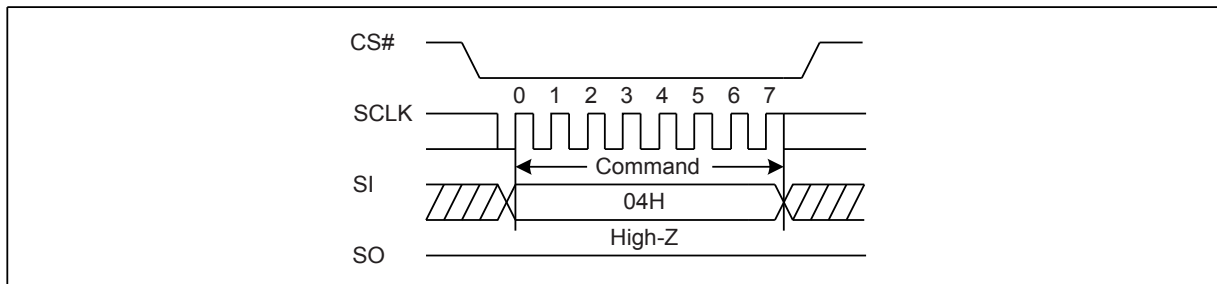 CS#
0 1 2 3 4 5 6 7
SCLK
Command
SI
04H
High-Z
SO